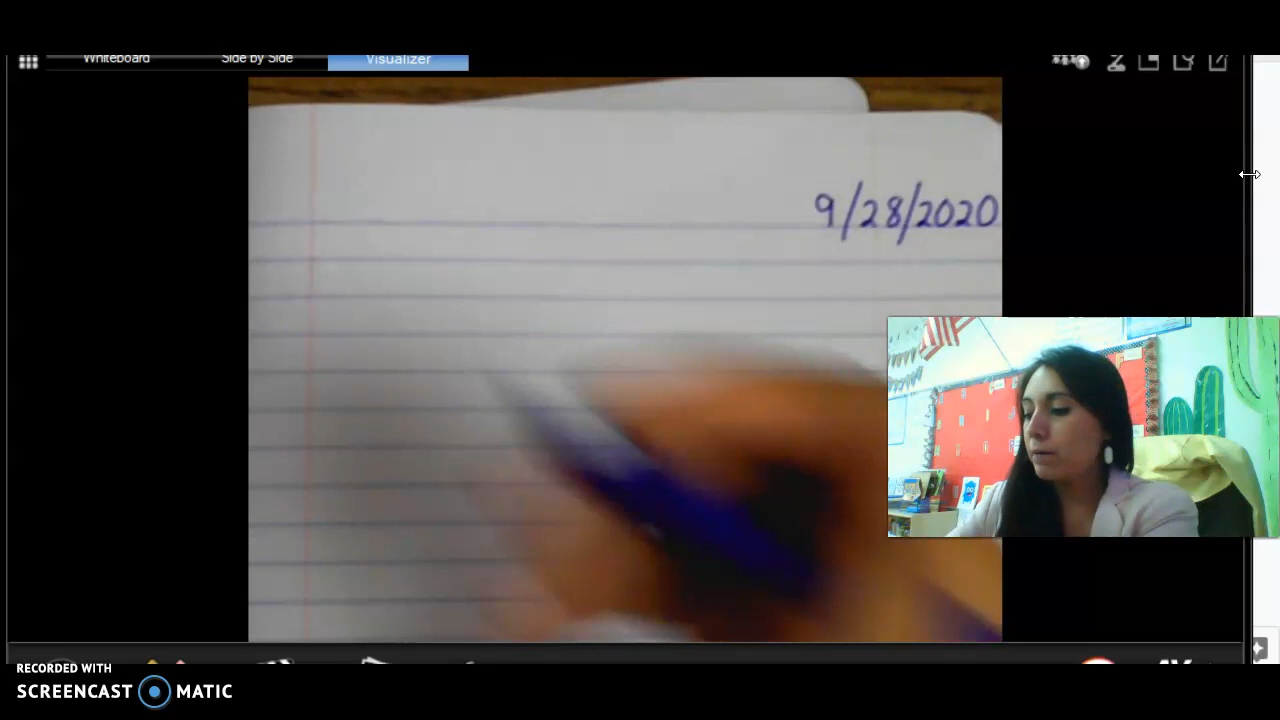 Whiteboard Side by Side Visualizer
9/28/2020
RECORDED WITH
SCREENCAST MATIC